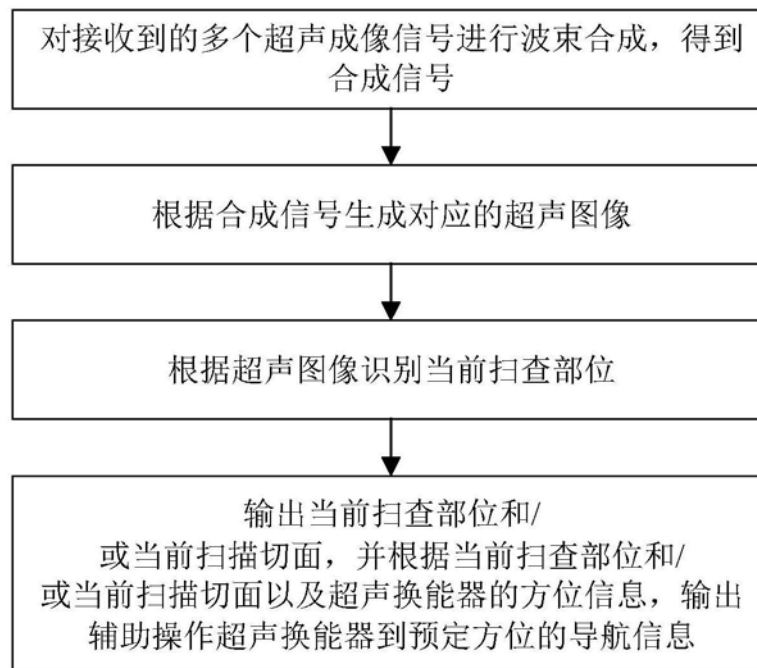 对接收到的多个超声成像信号进行波束合成，得到
合成信号
根据合成信号生成对应的超声图像
根据超声图像识别当前扫查部位
输出当前扫查部位和/
或当前扫描切面，并根据当前扫查部位和/
或当前扫描切面以及超声换能器的方位信息，输出
辅助操作超声换能器到预定方位的导航信息